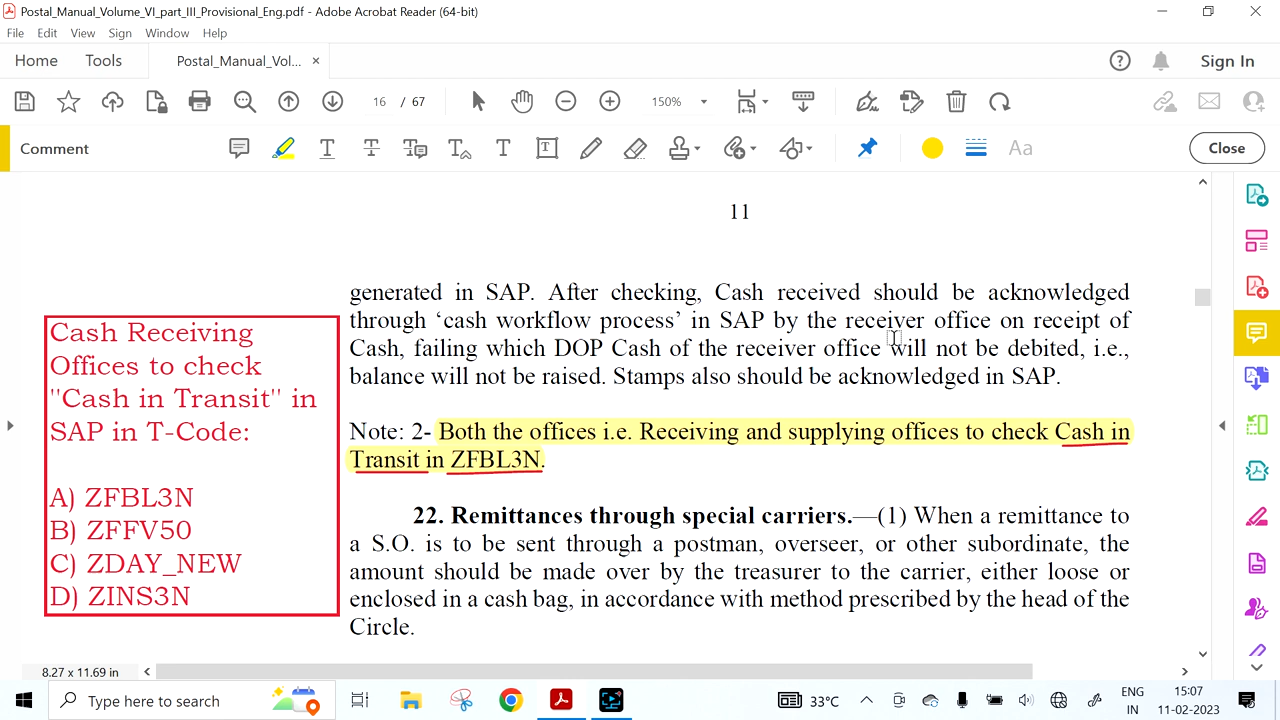 Postal_Manual_Volume_VI_part_III_Provisional_Eng.pdf - Adobe Acrobat Reader (64-bit)
File Edit View Sign Window Help
Home Tools Postal_Manual_Vol... × Sign In
16 / 67 150% Aa
Comment Close
11
generated in SAP. After checking, Cash received should be acknowledged
through ‘cash workflow process’ in SAP by the receiver office on receipt of
Cash, failing which DOP Cash of the receiver office will not be debited, i.e.,
balance will not be raised. Stamps also should be acknowledged in SAP.
Note: 2- Both the offices i.e. Receiving and supplying offices to check Cash in
Transit in ZFBL3N.
22. Remittances through special carriers.—(1) When a remittance to
a S.O. is to be sent through a postman, overseer, or other subordinate, the
amount should be made over by the treasurer to the carrier, either loose or
enclosed in a cash bag, in accordance with method prescribed by the head of the
Circle.
Cash Receiving
Offices to check
"Cash in Transit" in
SAP in T-Code:
A) ZFBL3N
B) ZFFV50
C) ZDAY_NEW
D) ZINS3N
8.27 x 11.69 in
Type here to search
33°C
ENG
IN
15:07
11-02-2023